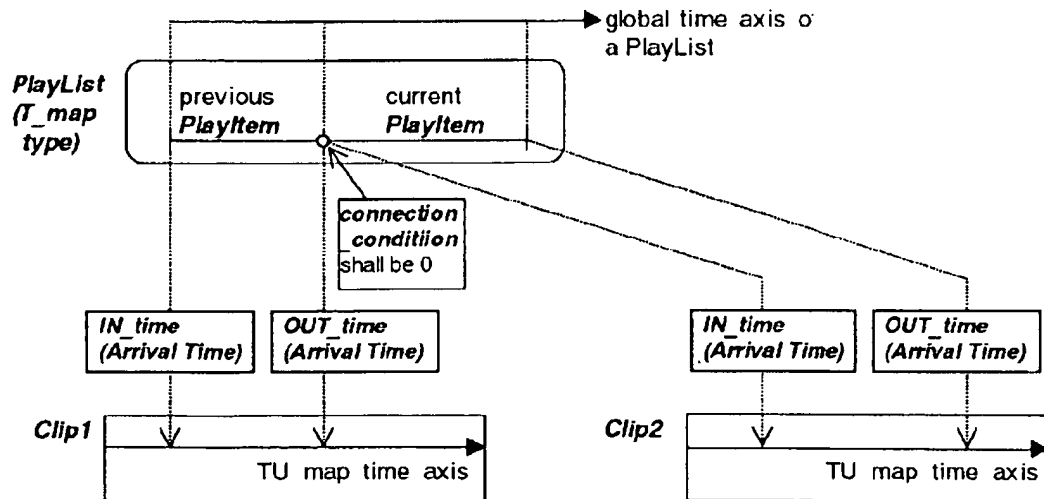 global time axis o
a PlayList
PlayList
(T_map
type)
previous
PlayItem
current
PlayItem
connection
_conditiion
shall be 0
IN_time
(Arrival Time)
OUT_time
(Arrival Time)
IN_time
(Arrival Time)
OUT_time
(Arrival Time)
Clip1
TU map time axis
Clip2
TU map time axis